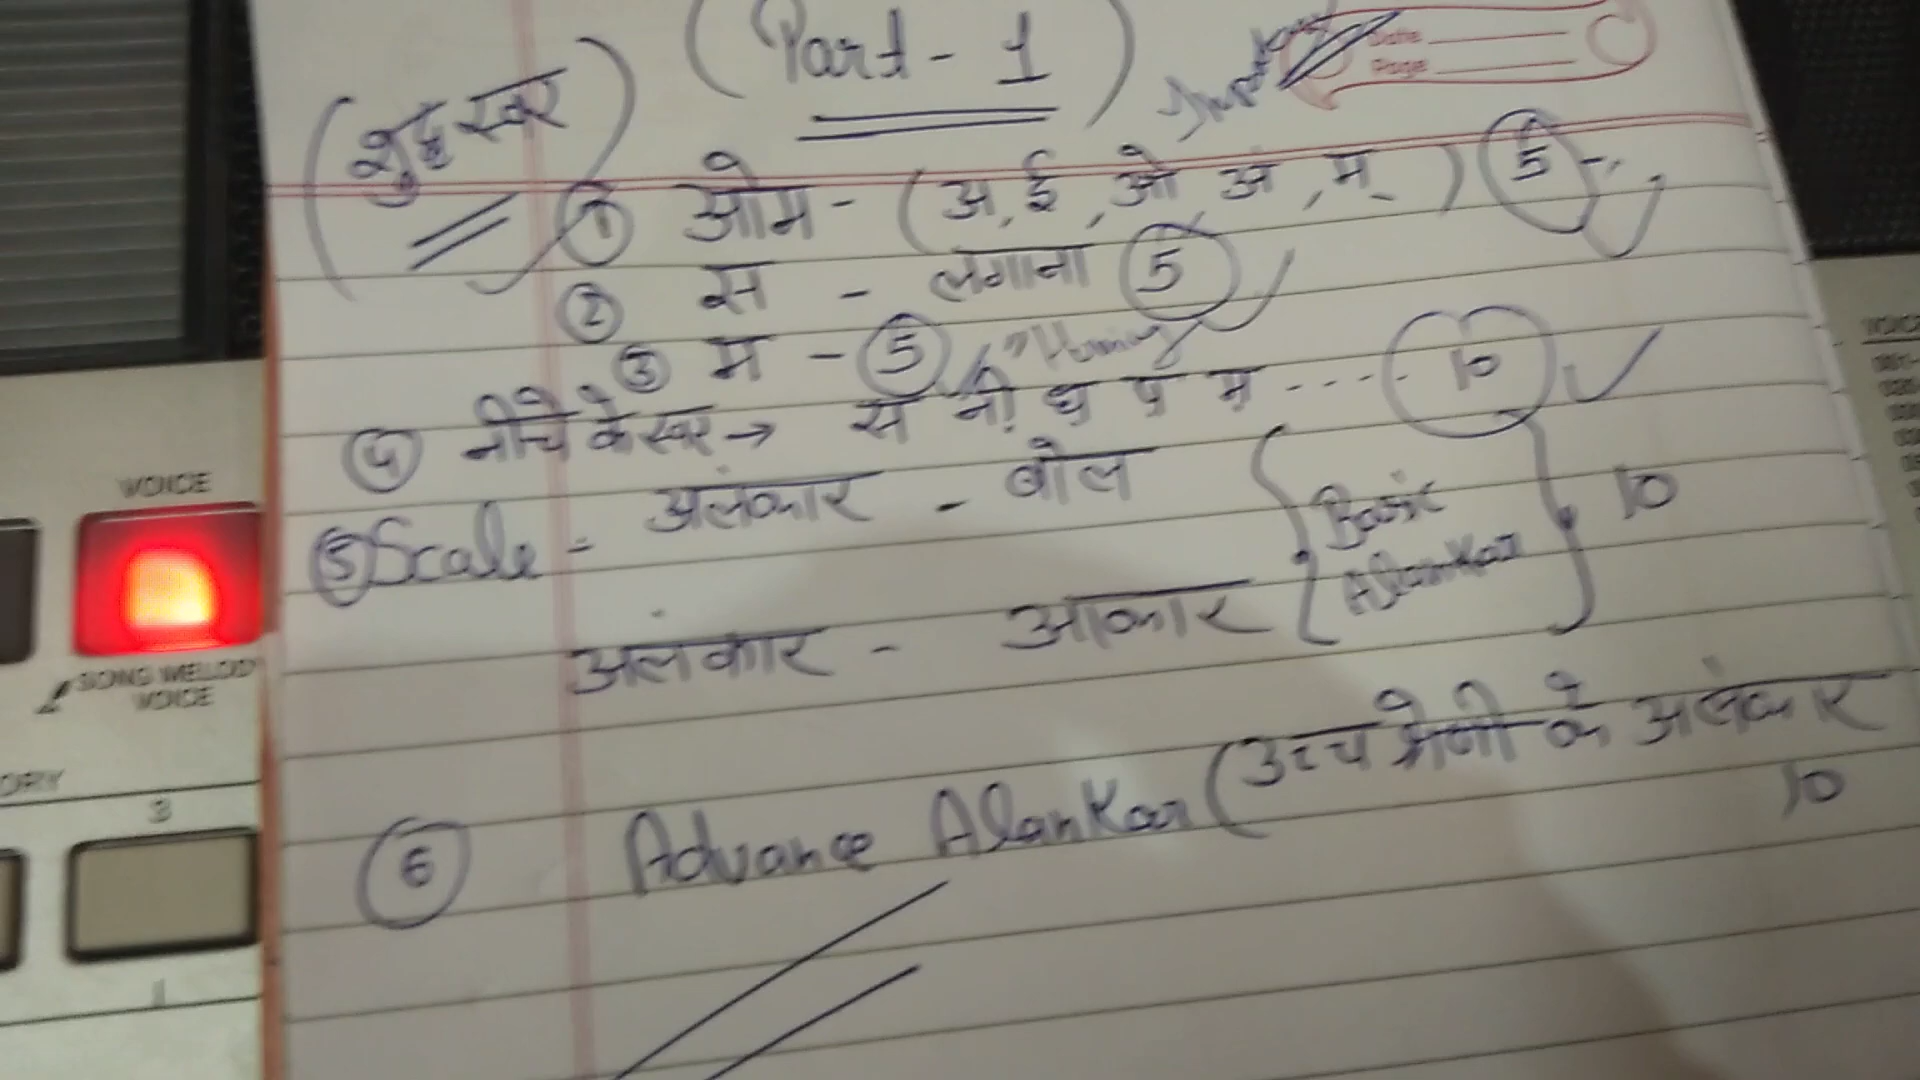 (Part - 1)
Date
Page
(शुद्ध स्वर)
① ओम - (अ, ई, ओ अं, म्) ⑤
② स - लगाना ⑤
③ म - ⑤ "Huming"
④ नीचे के स्वर → स नी़ ध़ प़ म़ - - - - ⑩
⑤ Scale - अलंकार - बोल
अलंकार - आकार
{Basic
Alankar} 10
⑥ Advance Alankar (उच्च श्रेणी के अलंकार
10
VOICE
SONG MELODY
VOICE
3
1